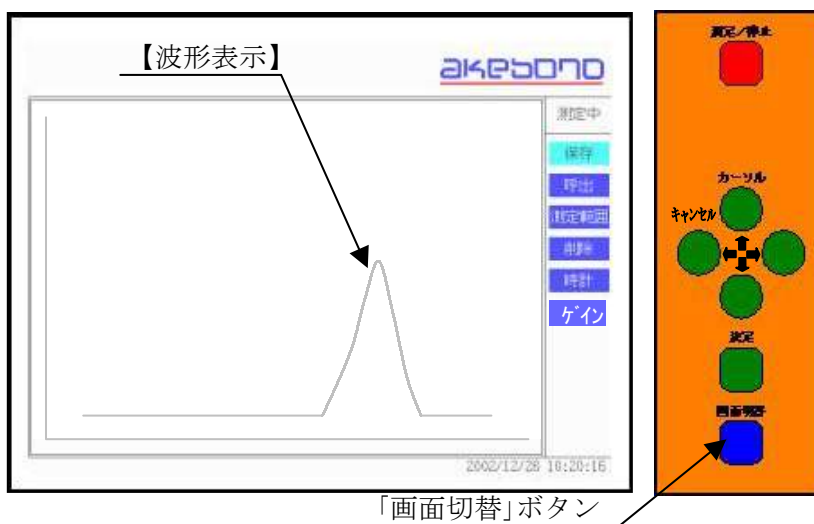 【波形表示】
akebono
測定中
保存
呼出
測定範囲
削除
時計
ゲイン
2002/12/26 10:20:16
測定/停止
カーソル
キャンセル
決定
画面切替
「画面切替」ボタン